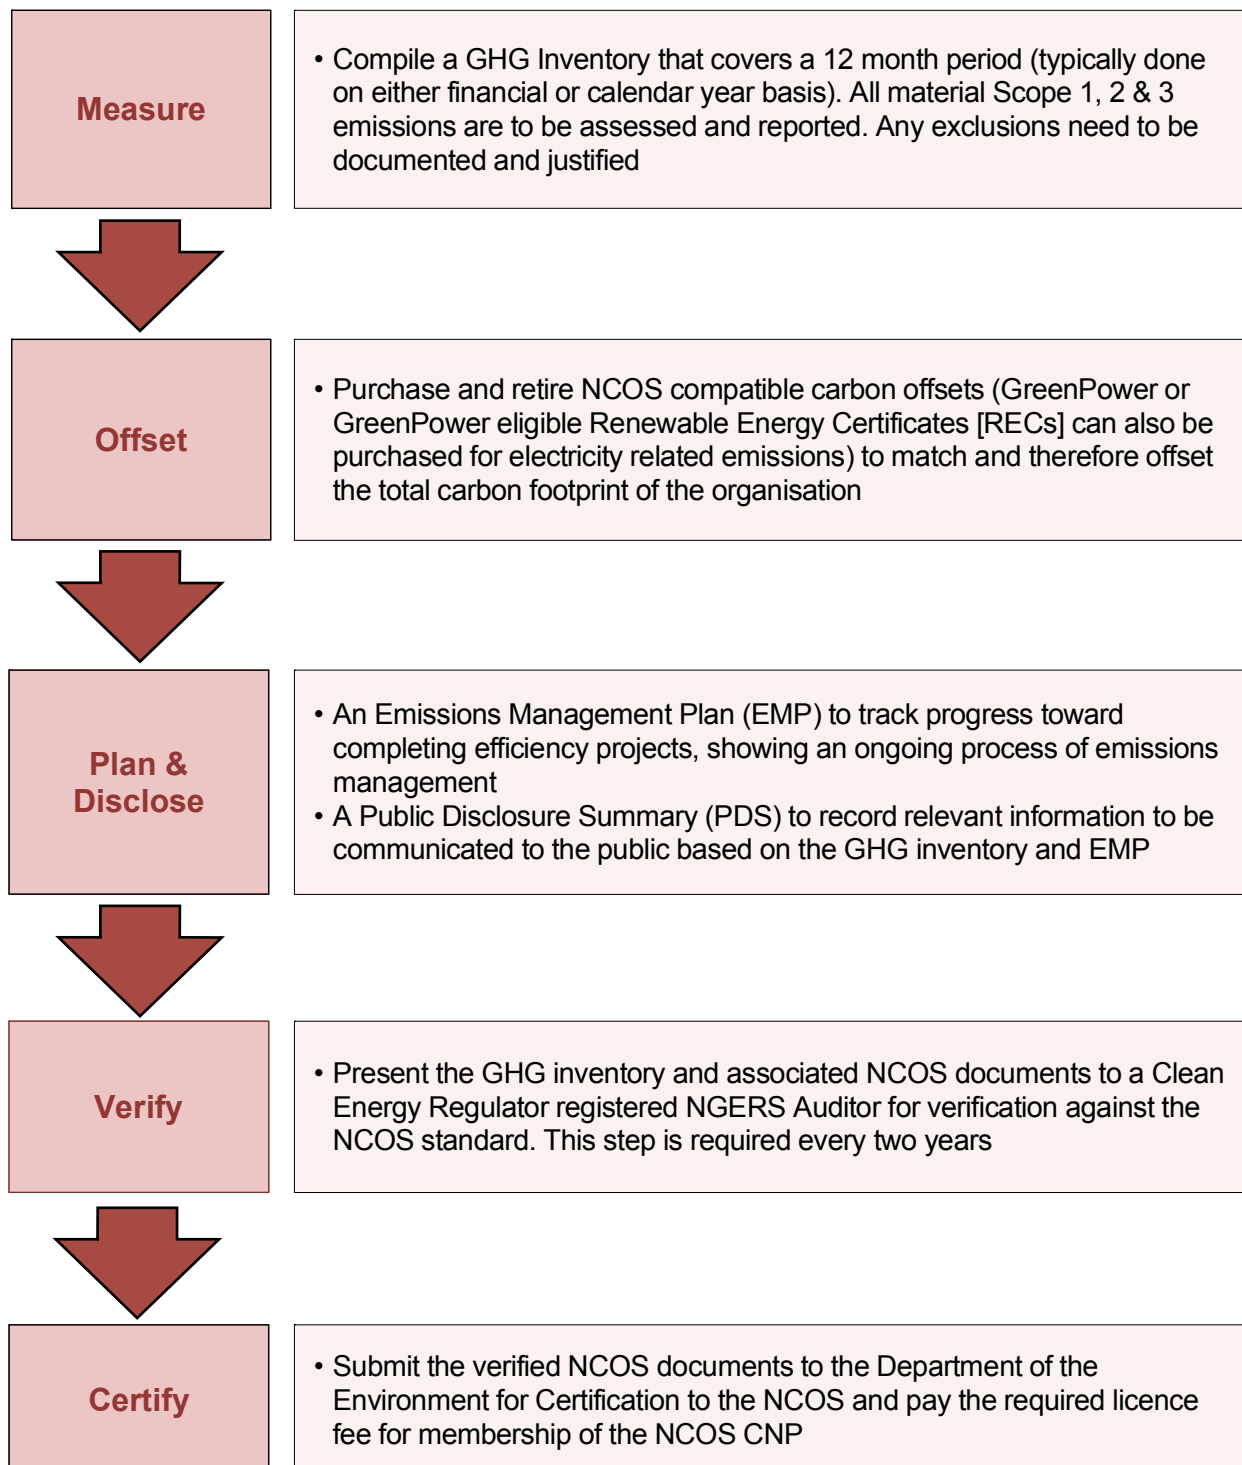 Measure
• Compile a GHG Inventory that covers a 12 month period (typically done
on either financial or calendar year basis). All material Scope 1, 2 & 3
emissions are to be assessed and reported. Any exclusions need to be
documented and justified
Offset
• Purchase and retire NCOS compatible carbon offsets (GreenPower or
GreenPower eligible Renewable Energy Certificates [RECs] can also be
purchased for electricity related emissions) to match and therefore offset
the total carbon footprint of the organisation
Plan &
Disclose
• An Emissions Management Plan (EMP) to track progress toward
completing efficiency projects, showing an ongoing process of emissions
management
• A Public Disclosure Summary (PDS) to record relevant information to be
communicated to the public based on the GHG inventory and EMP
Verify
• Present the GHG inventory and associated NCOS documents to a Clean
Energy Regulator registered NGERS Auditor for verification against the
NCOS standard. This step is required every two years
Certify
• Submit the verified NCOS documents to the Department of the
Environment for Certification to the NCOS and pay the required licence
fee for membership of the NCOS CNP